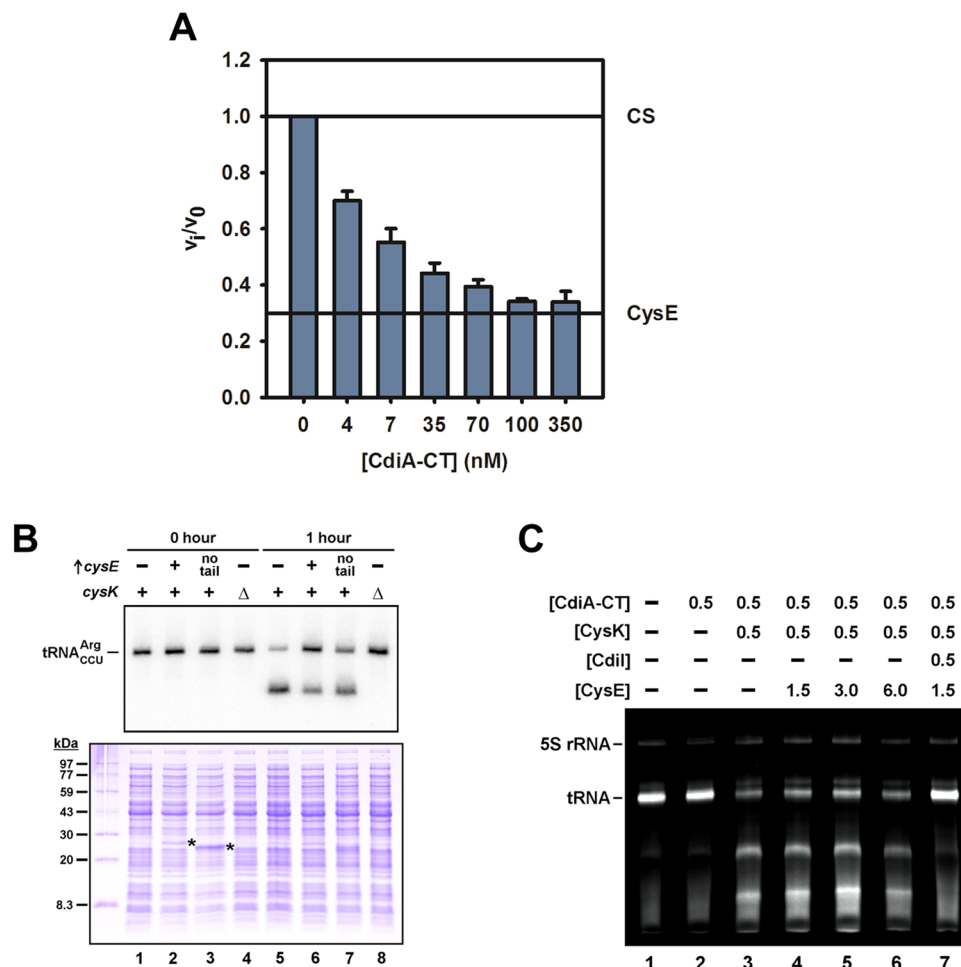 A
1.2
1.0
0.8
0.6
0.4
0.2
0.0
vi/v0
CS
CysE
0 4 7 35 70 100 350
[CdiA-CT] (nM)
B
0 hour 1 hour
↑cysE – + no tail – – + no tail –
cysK + + + Δ + + + Δ
tRNA Arg CCU
kDa
97
77
59
43
30
20
8.3
* *
1 2 3 4 5 6 7 8
C
[CdiA-CT] – 0.5 0.5 0.5 0.5 0.5 0.5
[CysK] – – 0.5 0.5 0.5 0.5 0.5
[CdiI] – – – – – – 0.5
[CysE] – – – 1.5 3.0 6.0 1.5
5S rRNA
tRNA
1 2 3 4 5 6 7